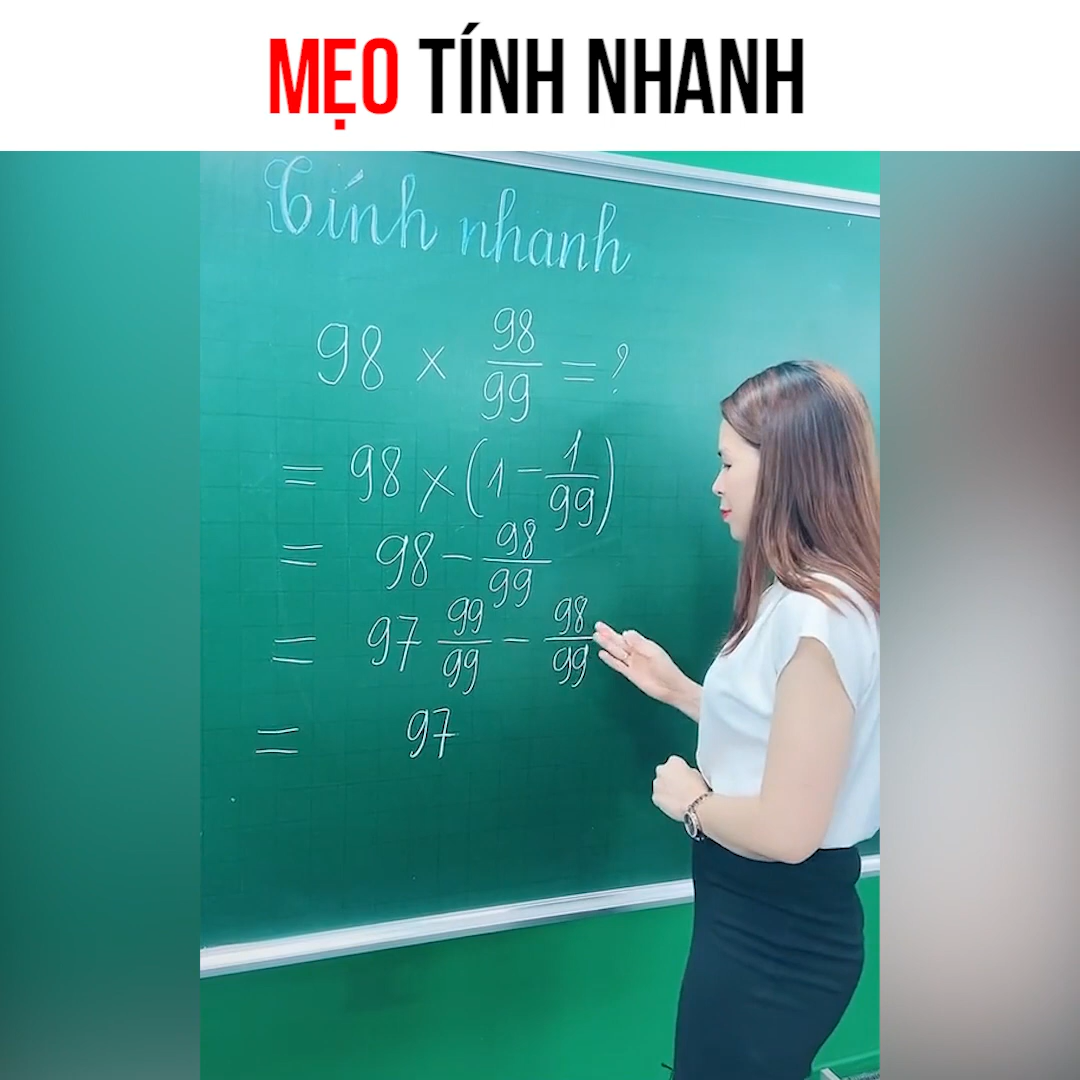 MẸO TÍNH NHANH
Tính nhanh
98 × 98/99 = ?
= 98 × (1 - 1/99)
= 98 - 98/99
= 97 99/99 - 98/99
= 97